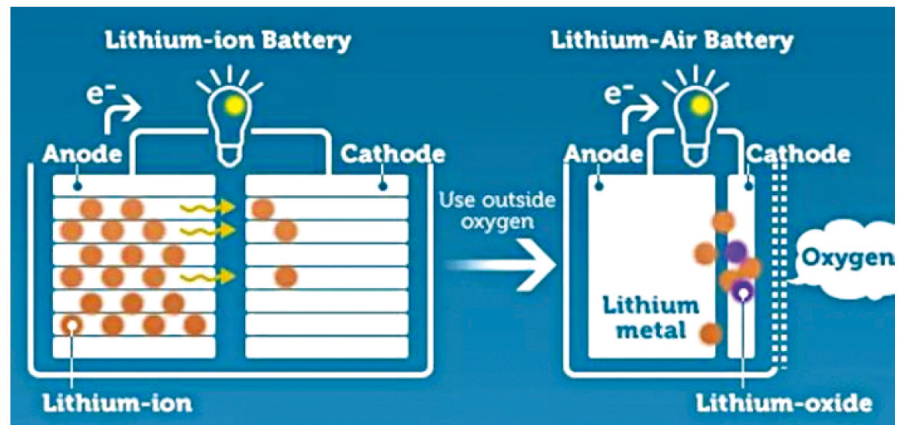 Lithium-ion Battery
e-
Anode
Cathode
Lithium-ion
Use outside
oxygen
Lithium-Air Battery
e-
Anode
Cathode
Oxygen
Lithium
metal
Lithium-oxide